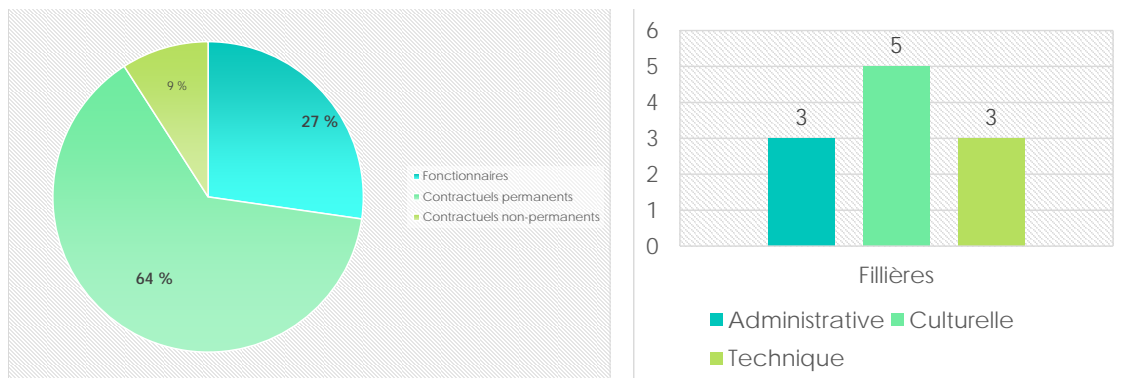 9 %
27 %
64 %
Fonctionnaires
Contractuels permanents
Contractuels non-permanents
6
5
4
3
2
1
0
3
5
3
Fillières
Administrative
Culturelle
Technique